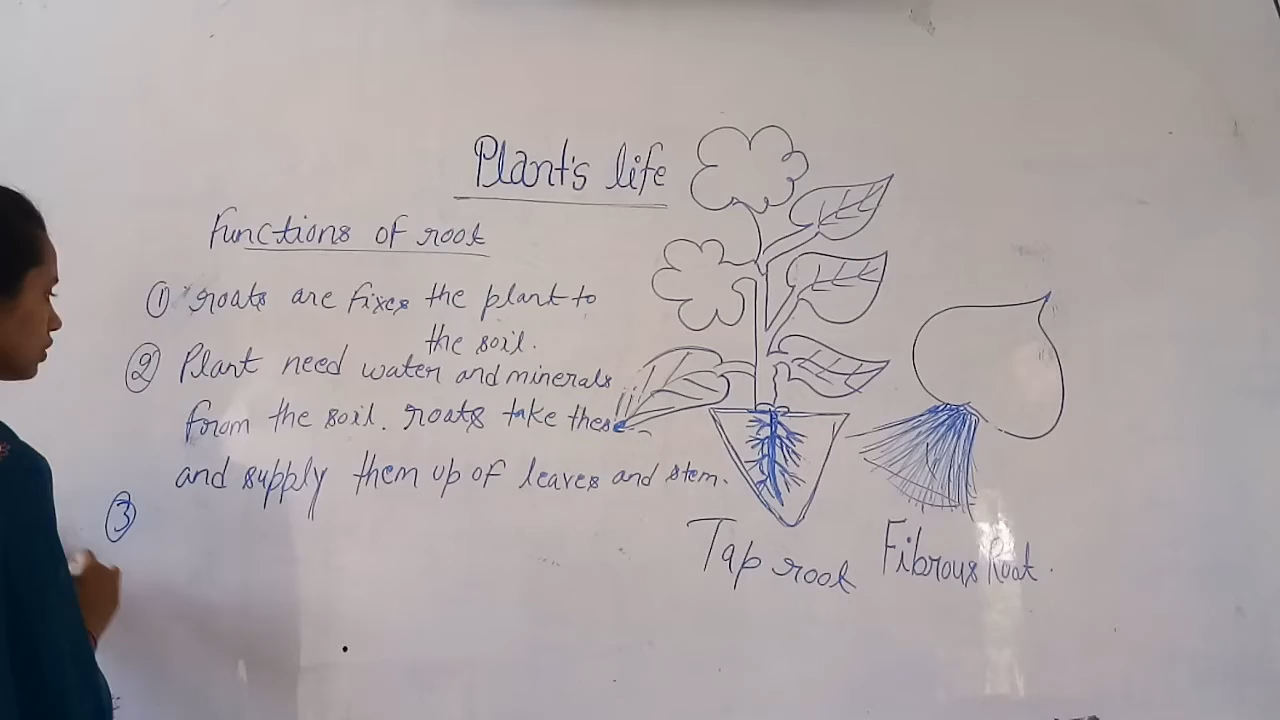 Plant's life
Functions of root
① roots are fixes the plant to
the soil.
② Plant need water and minerals
from the soil. roots take these
and supply them up of leaves and stem.
③
Tap root
Fibrous Root.